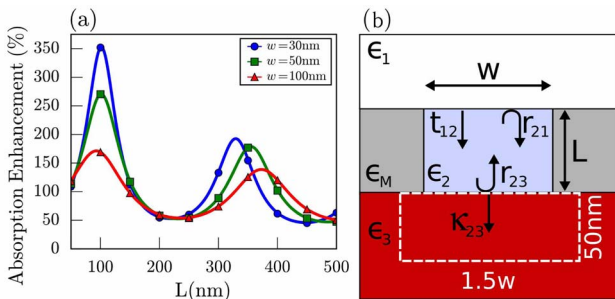 (a)
Absorption Enhancement (%)
350
300
250
200
150
100
50
0
w = 30nm
w = 50nm
w = 100nm
100
200
300
400
500
L(nm)
(b)
ϵ1
w
t12
r21
L
ϵM
ϵ2
r23
ϵ3
κ23
50nm
1.5w